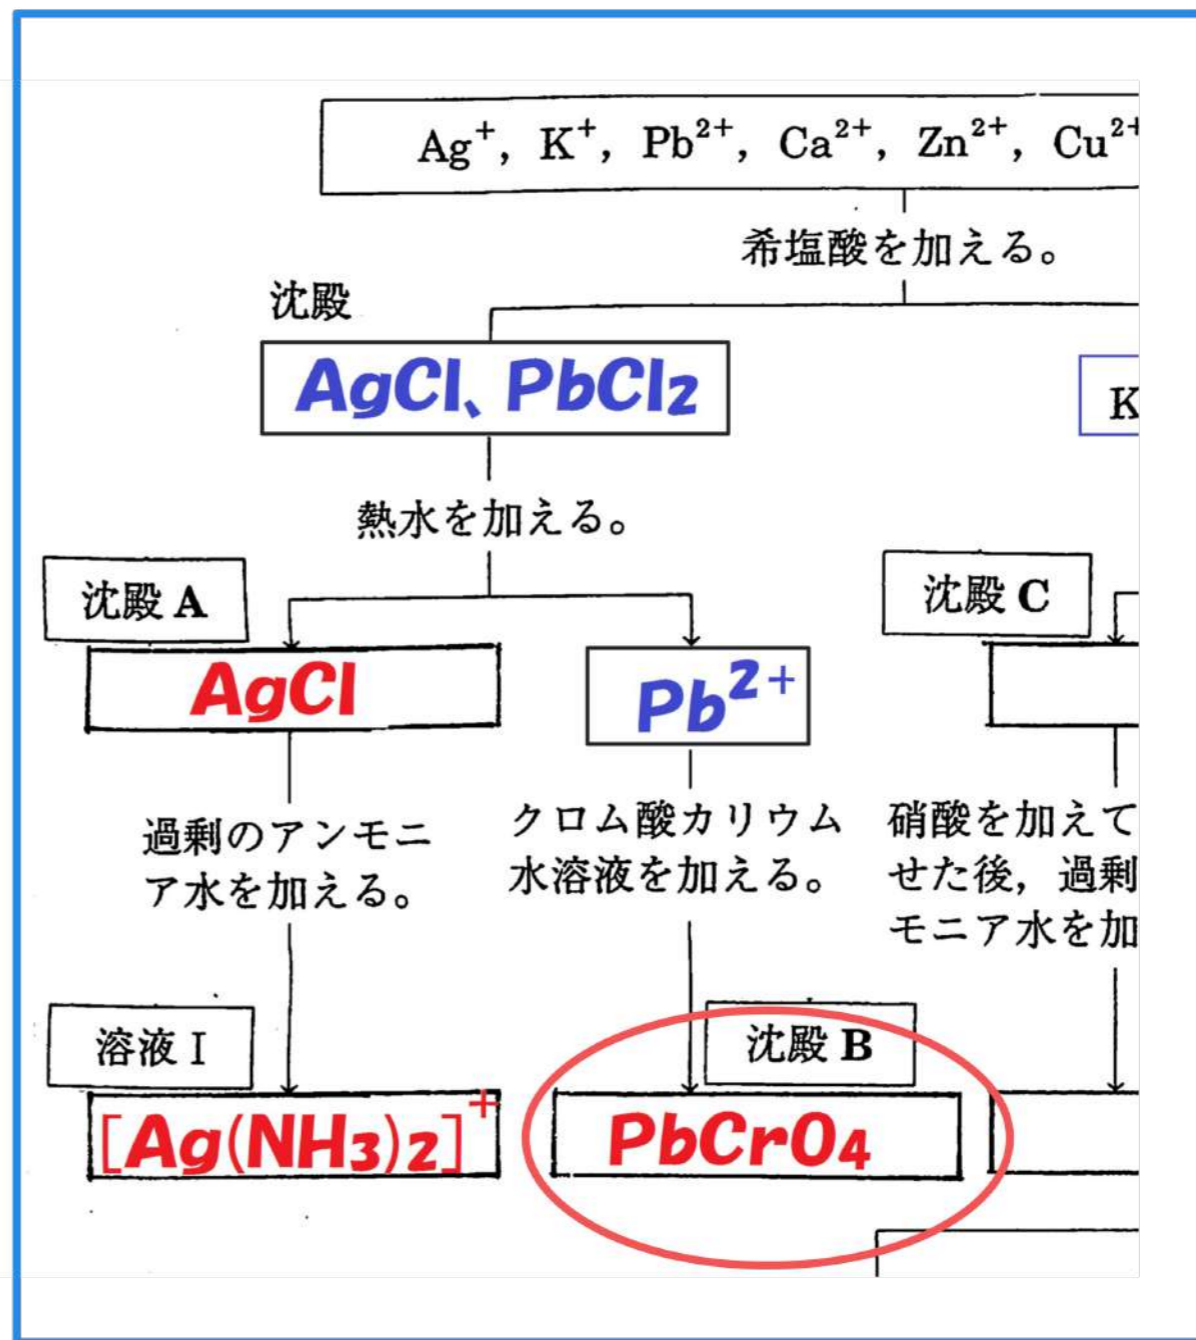 Ag⁺, K⁺, Pb²⁺, Ca²⁺, Zn²⁺, Cu²⁺
希塩酸を加える。
沈殿
AgCl、PbCl₂
K
熱水を加える。
沈殿 A
沈殿 C
AgCl
Pb²⁺
過剰のアンモニ
ア水を加える。
クロム酸カリウム
水溶液を加える。
硝酸を加えて
せた後，過剰
モニア水を加
溶液 I
沈殿 B
[Ag(NH₃)₂]⁺
PbCrO₄